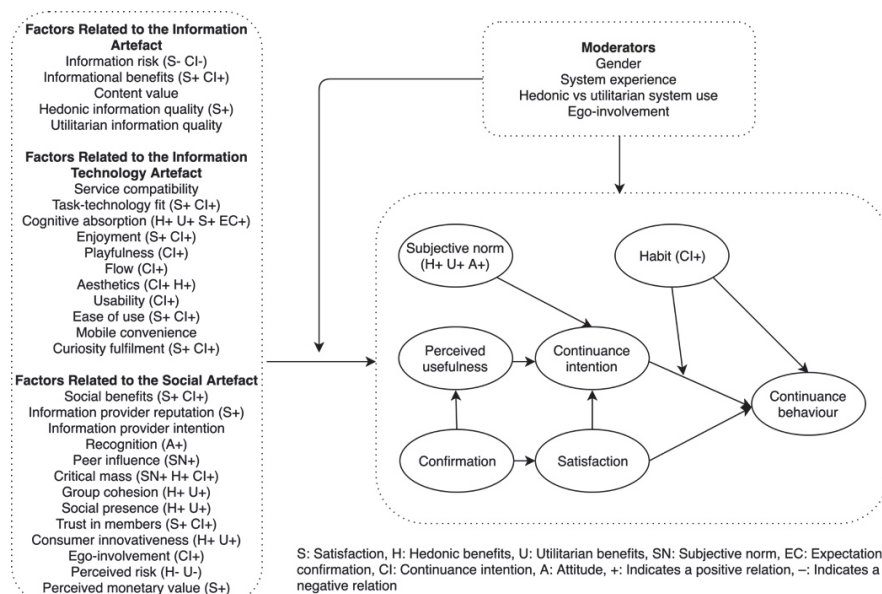 Factors Related to the Information
Artefact
Information risk (S- CI-)
Informational benefits (S+ CI+)
Content value
Hedonic information quality (S+)
Utilitarian information quality
Factors Related to the Information
Technology Artefact
Service compatibility
Task-technology fit (S+ CI+)
Cognitive absorption (H+ U+ S+ EC+)
Enjoyment (S+ CI+)
Playfulness (CI+)
Flow (CI+)
Aesthetics (CI+ H+)
Usability (CI+)
Ease of use (S+ CI+)
Mobile convenience
Curiosity fulfilment (S+ CI+)
Factors Related to the Social Artefact
Social benefits (S+ CI+)
Information provider reputation (S+)
Information provider intention
Recognition (A+)
Peer influence (SN+)
Critical mass (SN+ H+ CI+)
Group cohesion (H+ U+)
Social presence (H+ U+)
Trust in members (S+ CI+)
Consumer innovativeness (H+ U+)
Ego-involvement (CI+)
Perceived risk (H- U-)
Perceived monetary value (S+)
Moderators
Gender
System experience
Hedonic vs utilitarian system use
Ego-involvement
Subjective norm
(H+ U+ A+)
Habit (CI+)
Perceived
usefulness
Continuance
intention
Continuance
behaviour
Confirmation
Satisfaction
S: Satisfaction, H: Hedonic benefits, U: Utilitarian benefits, SN: Subjective norm, EC: Expectation
confirmation, CI: Continuance intention, A: Attitude, +: Indicates a positive relation, –: Indicates a
negative relation